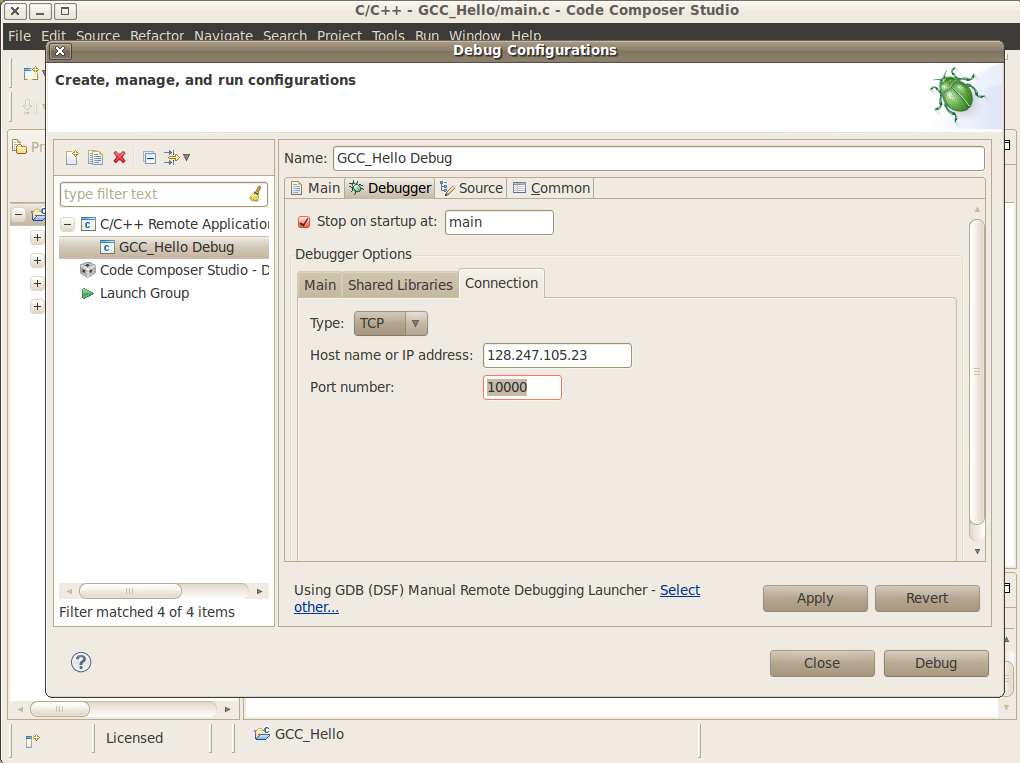 C/C++ - GCC_Hello/main.c - Code Composer Studio
File Edit Source Refactor Navigate Search Project Tools Run Window Help
Debug Configurations
Create, manage, and run configurations
Pr
type filter text
C/C++ Remote Applicatio
GCC_Hello Debug
Code Composer Studio - D
Launch Group
Filter matched 4 of 4 items
Name: GCC_Hello Debug
Main Debugger Source Common
Stop on startup at: main
Debugger Options
Main Shared Libraries Connection
Type: TCP
Host name or IP address: 128.247.105.23
Port number: 10000
Using GDB (DSF) Manual Remote Debugging Launcher - Select
other...
Apply Revert
Close Debug
Licensed GCC_Hello